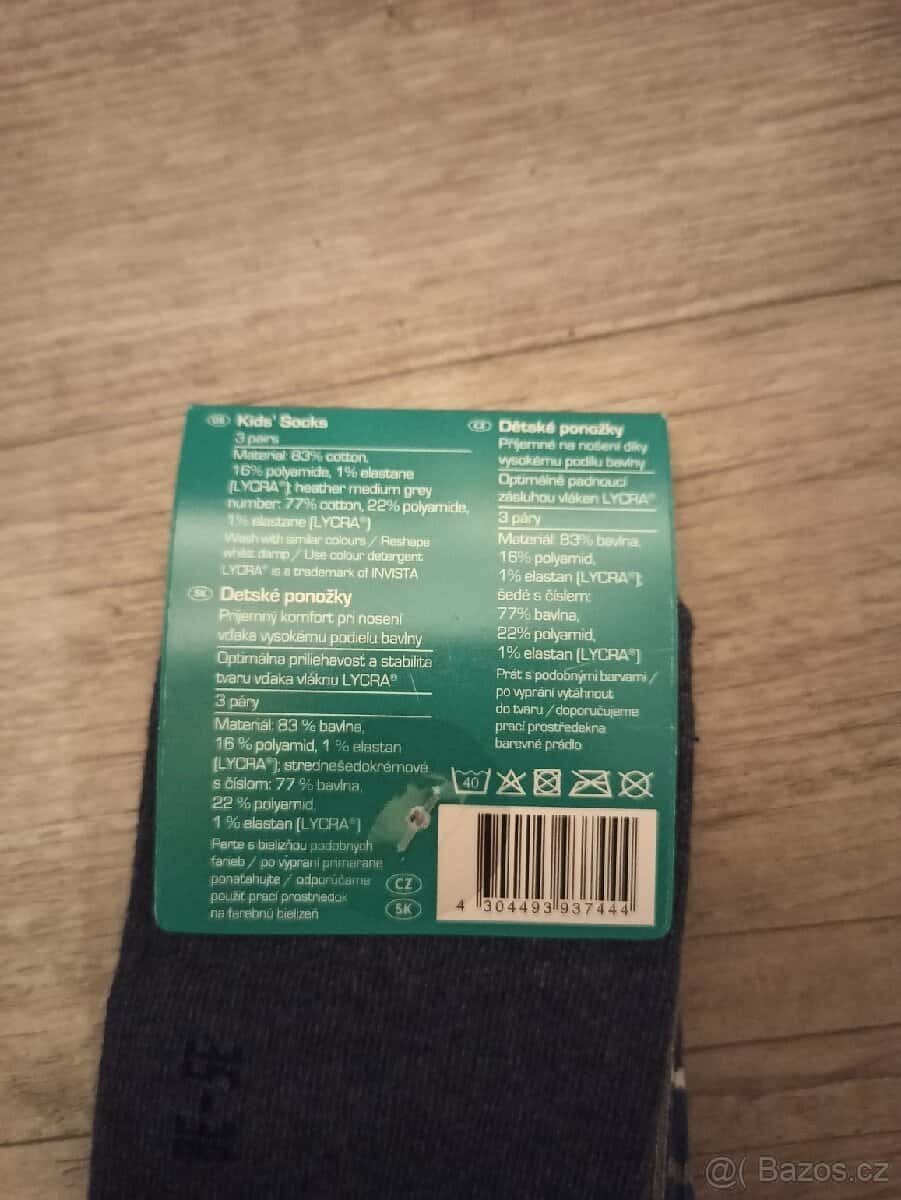 GB Kids' Socks
3 pairs
Material: 83% cotton,
16% polyamide, 1% elastane
(LYCRA®); heather medium grey
number: 77% cotton, 22% polyamide,
1% elastane (LYCRA®)
Wash with similar colours / Reshape
whilst damp / Use colour detergent
LYCRA® is a trademark of INVISTA
SK Detské ponožky
Príjemný komfort pri nosení
vďaka vysokému podielu bavlny
Optimálna priliehavosť a stabilita
tvaru vďaka vláknu LYCRA®
3 páry
Materiál: 83 % bavlna,
16 % polyamid, 1 % elastan
(LYCRA®); strednešedokrémové
s číslom: 77 % bavlna,
22 % polyamid,
1 % elastan (LYCRA®)
Perte s bielizňou podobných
farieb / po vypraní primerane
ponaťahujte / odporúčame
použiť prací prostriedok
na farebnú bielizeň
CZ
SK
CZ Dětské ponožky
Příjemné na nošení díky
vysokému podílu bavlny
Optimálně padnoucí
zásluhou vláken LYCRA®
3 páry
Materiál: 83% bavlna,
16% polyamid,
1% elastan (LYCRA®);
šedé s číslem:
77% bavlna,
22% polyamid,
1% elastan (LYCRA®)
Prát s podobnými barvami /
po vyprání vytáhnout
do tvaru / doporučujeme
prací prostředekna
barevné prádlo
40
4 304493 937444
@( Bazos.cz